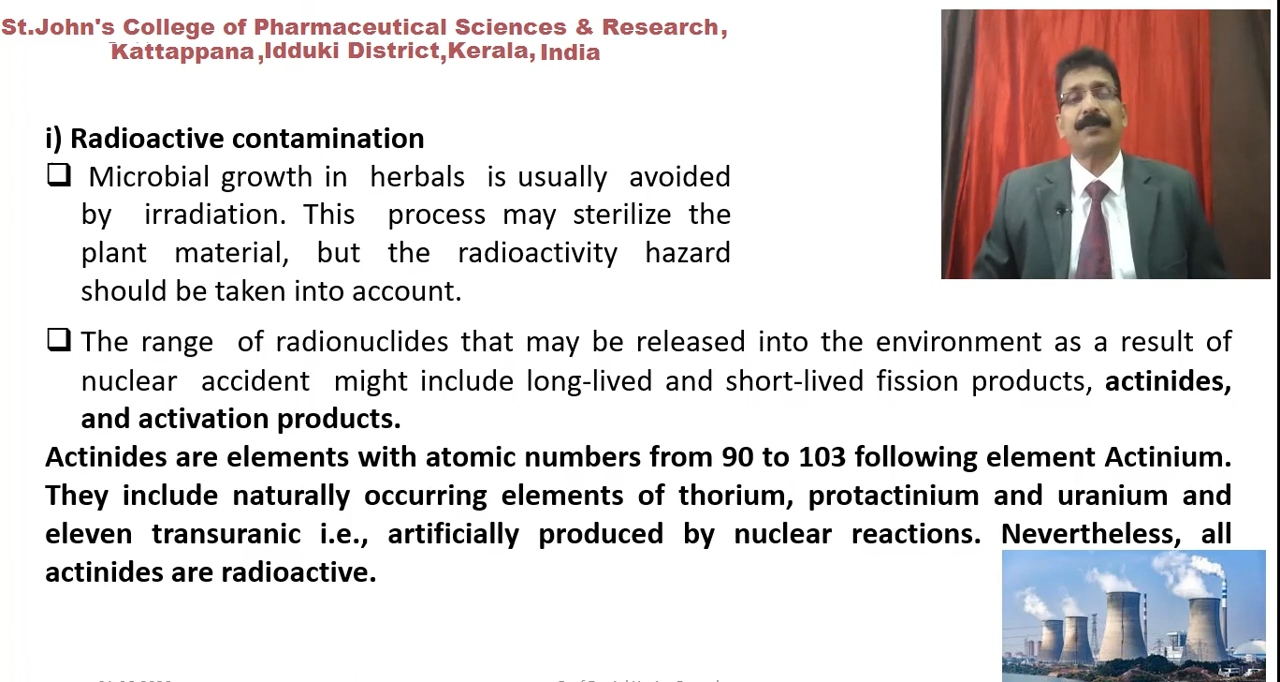 St.John's College of Pharmaceutical Sciences & Research,
Kattappana,Idduki District,Kerala, India
i) Radioactive contamination
❑ Microbial growth in herbals is usually avoided
by irradiation. This process may sterilize the
plant material, but the radioactivity hazard
should be taken into account.
❑ The range of radionuclides that may be released into the environment as a result of
nuclear accident might include long-lived and short-lived fission products, actinides,
and activation products.
Actinides are elements with atomic numbers from 90 to 103 following element Actinium.
They include naturally occurring elements of thorium, protactinium and uranium and
eleven transuranic i.e., artificially produced by nuclear reactions. Nevertheless, all
actinides are radioactive.